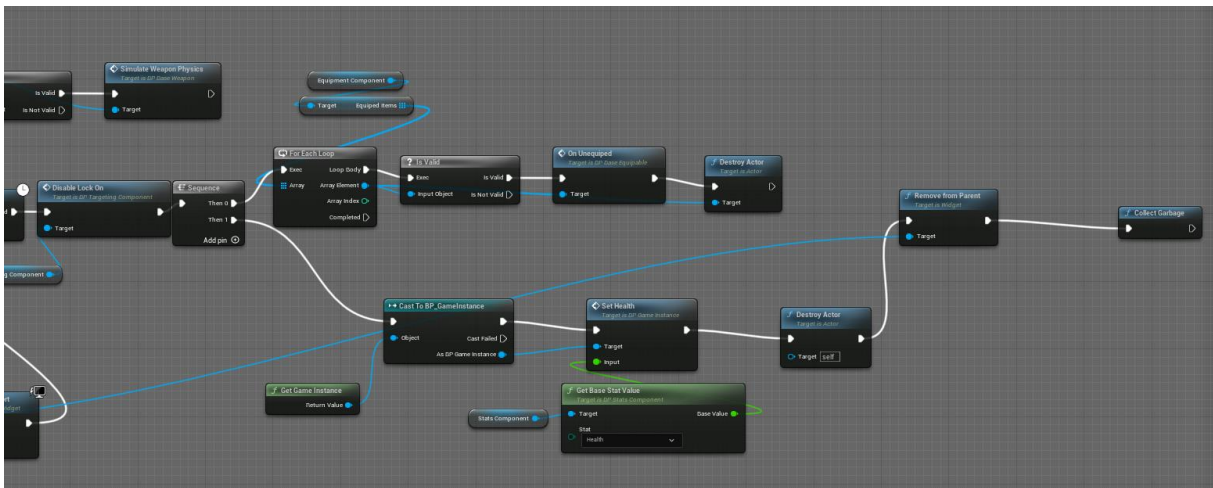 Simulate Weapon Physics
Target is BP Base Weapon
Is Valid
Is Not Valid
Target
Equipment Component
Target Equiped Items
For Each Loop
Exec Loop Body
Array Array Element
Array Index
Completed
? Is Valid
Exec Is Valid
Input Object Is Not Valid
On Unequiped
Target is BP Base Equipable
Target
f Destroy Actor
Target is Actor
Target
Disable Lock On
Target is BP Targeting Component
Target
Sequence
Then 0
Then 1
Add pin
g Component
f Remove from Parent
Target is Widget
Target
f Collect Garbage
Cast To BP_GameInstance
Object Cast Failed
As BP Game Instance
Set Health
Target is BP Game Instance
Target
Input
f Destroy Actor
Target is Actor
Target self
f Get Game Instance
Return Value
Stats Component
f Get Base Stat Value
Target is BP Stats Component
Target Base Value
Stat
Health